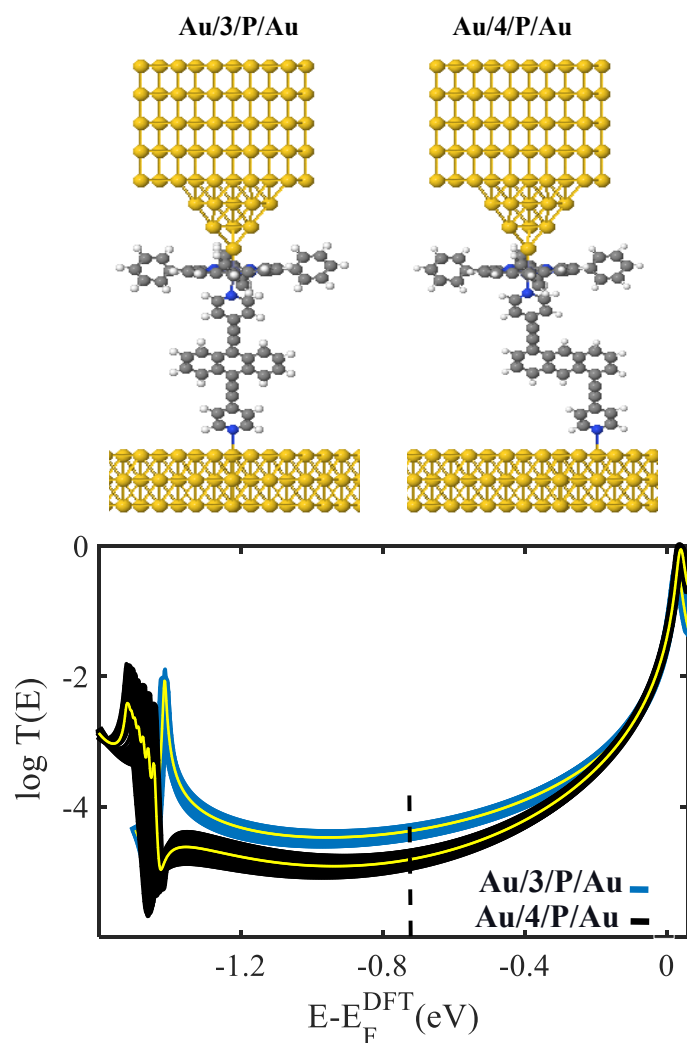 Au/3/P/Au Au/4/P/Au
0
-2
-4
log T(E)
Au/3/P/Au
Au/4/P/Au
-1.2 -0.8 -0.4 0
E-E_F^DFT(eV)